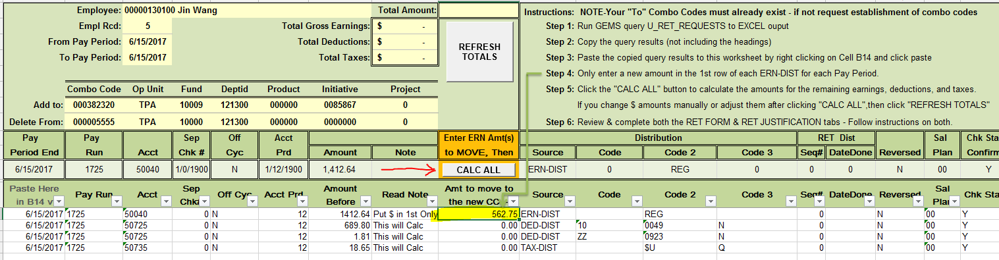 Employee: 00000130100 Jin Wang Total Amount:
Empl Rcd: 5 Total Gross Earnings: $ -
From Pay Period: 6/15/2017 Total Deductions: $ -
To Pay Period: 6/15/2017 Total Taxes: $ -
REFRESH
TOTALS
Instructions: NOTE-Your "To" Combo Codes must already exist - if not request establishment of combo codes
Step 1: Run GEMS query U_RET_REQUESTS to EXCEL ouput
Step 2: Copy the query results (not including the headings)
Step 3: Paste the copied query results to this worksheet by right clicking on Cell B14 and click paste
Step 4: Only enter a new amount in the 1st row of each ERN-DIST for each Pay Period.
Step 5: Click the "CALC ALL" button to calculate the amounts for the remaining earnings, deductions, and taxes.
If you change $ amounts manually or adjust them after clicking "CALC ALL",then click "REFRESH TOTALS"
Step 6: Review & complete both the RET FORM & RET JUSTIFICATION tabs - Follow instructions on both.
Combo Code Op Unit Fund Deptid Product Initiative Project
Add to: 000382320 TPA 10009 121300 000000 0085867 0
Delete From: 000005555 TPA 10000 121300 000000 0000000 0
Pay Pay Sep Off Acct Enter ERN Amt(s) Distribution RET Dist Sal Chk Sta
Period End Run Acct Chk # Cyc Prd Amount Note to MOVE, Then Source Code Code 2 Code 3 Seq# DateDone Reversed Plan Confirm
6/15/2017 1725 50040 1/0/1900 N 1/12/1900 1,412.64 CALC ALL ERN-DIST 0 REG 0 0 0 N 00 Y
Paste Here Sep Amount Amt to move to Sal
in B14 v Pay Run Acct Chk# Off Cyc Acct Prd Before Read Note the new CC Source Code Code 2 Code 3 Seq# DateDone Reversed Plan Chk Sta
6/15/2017 1725 50040 0 N 12 1412.64 Put $ in 1st Only 562.75 ERN-DIST REG 0 N 00 Y
6/15/2017 1725 50725 0 N 12 689.80 This will Calc 0.00 DED-DIST 10 0049 N 0 N 00 Y
6/15/2017 1725 50725 0 N 12 1.81 This will Calc 0.00 DED-DIST ZZ 0923 N 0 N 00 Y
6/15/2017 1725 50735 0 N 12 18.65 This will Calc 0.00 TAX-DIST $U Q 0 N 00 Y